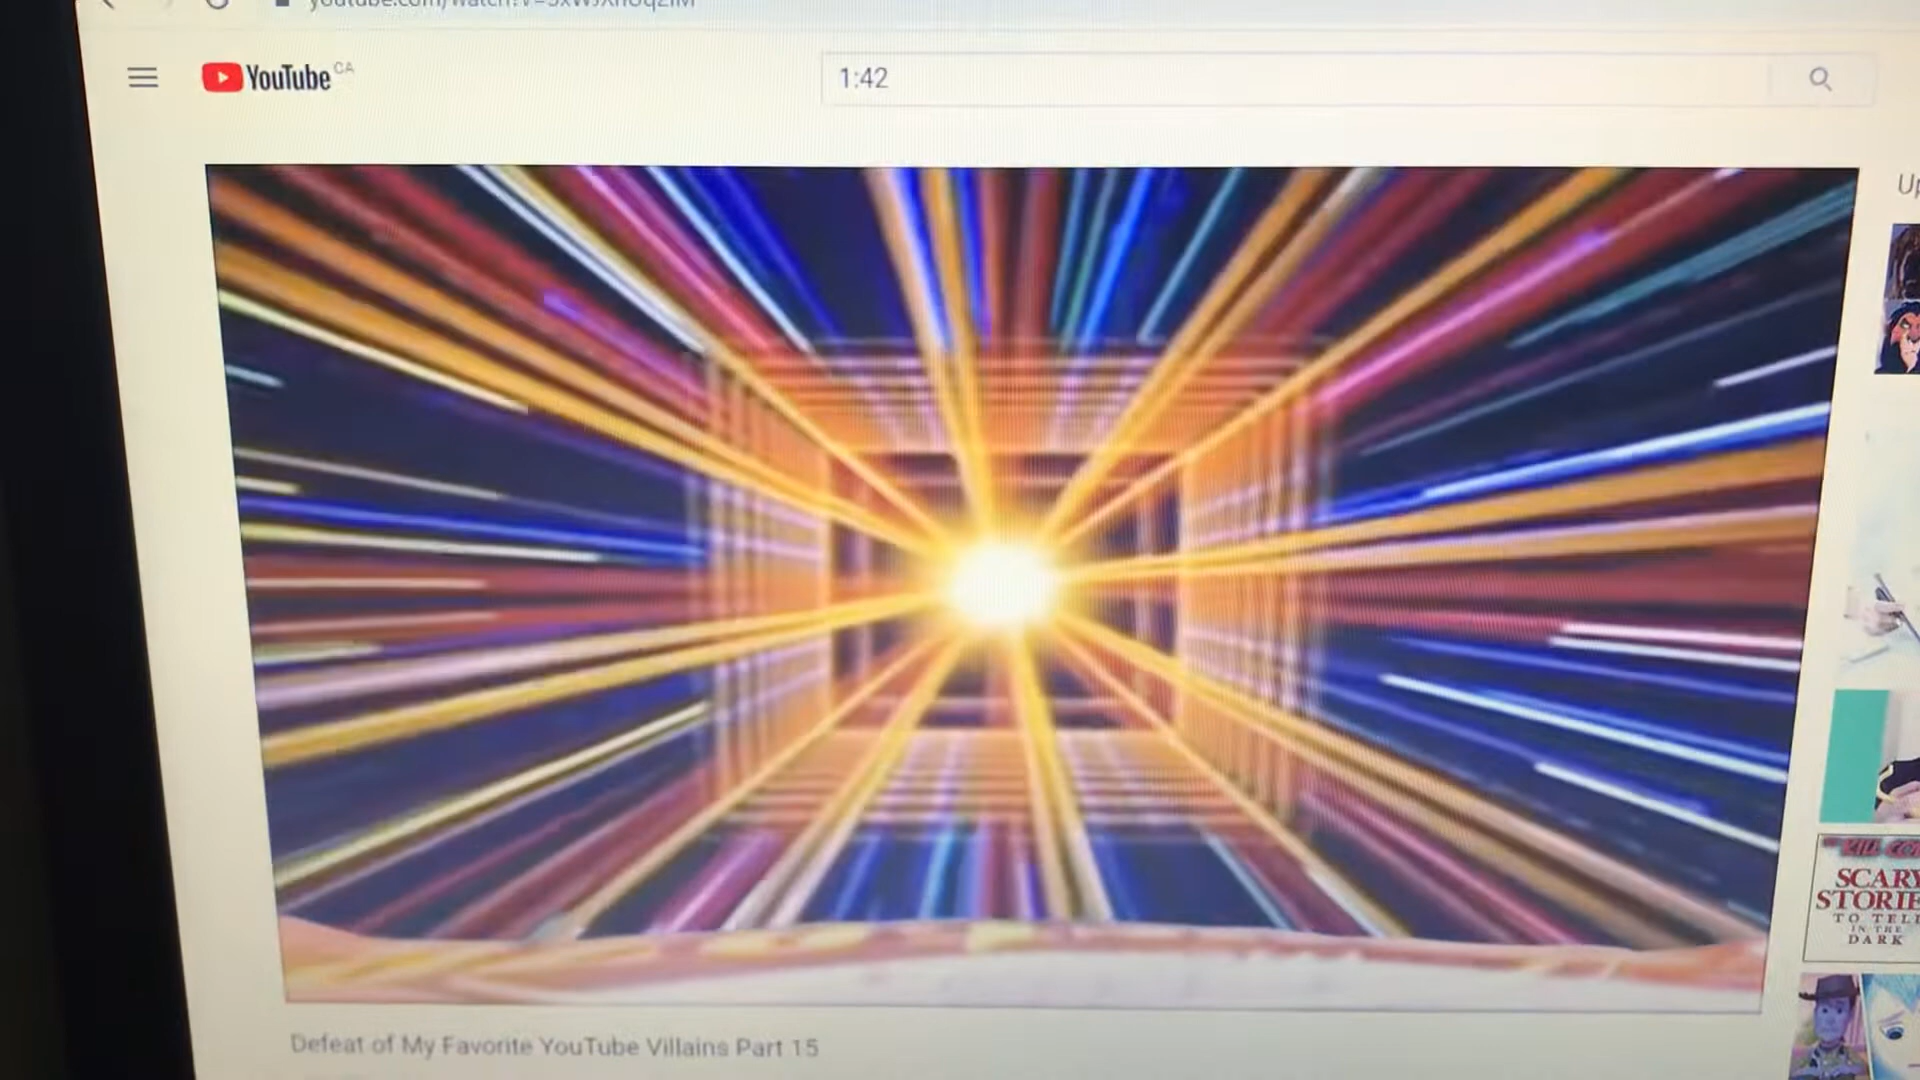 YouTube CA
1:42
Defeat of My Favorite YouTube Villains Part 15
SCARY
STORIE
TO TELL
IN THE
DARK